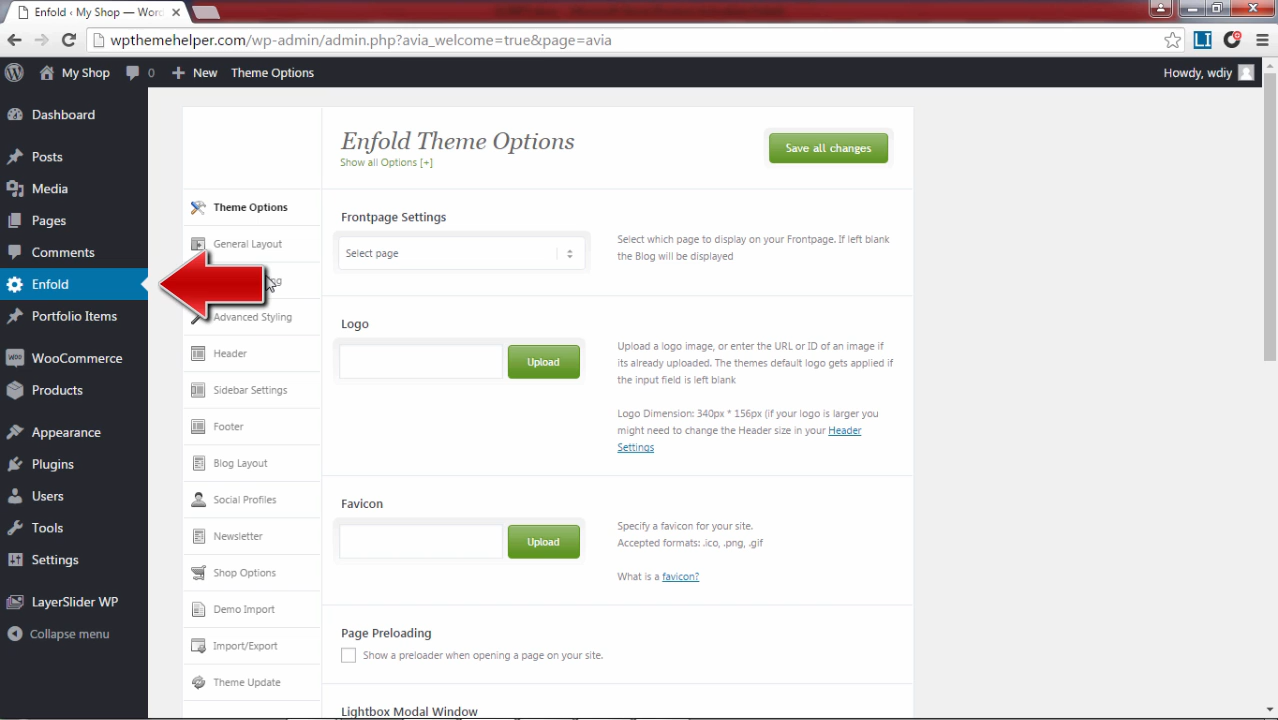 Enfold ‹ My Shop — Word
wpthemehelper.com/wp-admin/admin.php?avia_welcome=true&page=avia
My Shop 0 New Theme Options Howdy, wdiy
Dashboard
Posts
Media
Pages
Comments
Enfold
Portfolio Items
WooCommerce
Products
Appearance
Plugins
Users
Tools
Settings
LayerSlider WP
Collapse menu
Enfold Theme Options
Show all Options [+]
Save all changes
Theme Options
General Layout
Advanced Styling
Header
Sidebar Settings
Footer
Blog Layout
Social Profiles
Newsletter
Shop Options
Demo Import
Import/Export
Theme Update
Frontpage Settings
Select page
Select which page to display on your Frontpage. If left blank
the Blog will be displayed
Logo
Upload
Upload a logo image, or enter the URL or ID of an image if
its already uploaded. The themes default logo gets applied if
the input field is left blank
Logo Dimension: 340px * 156px (if your logo is larger you
might need to change the Header size in your Header
Settings
Favicon
Upload
Specify a favicon for your site.
Accepted formats: .ico, .png, .gif
What is a favicon?
Page Preloading
Show a preloader when opening a page on your site.
Lightbox Modal Window